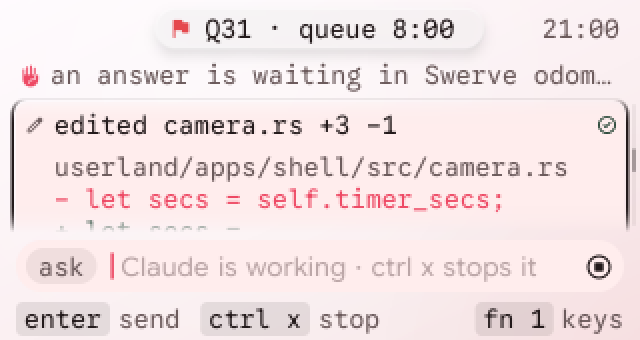 Q31 · queue 8:00
21:00
an answer is waiting in Swerve odom…
edited camera.rs +3 −1
userland/apps/shell/src/camera.rs
− let secs = self.timer_secs;
+ let secs =
ask Claude is working · ctrl x stops it
enter send ctrl x stop fn 1 keys